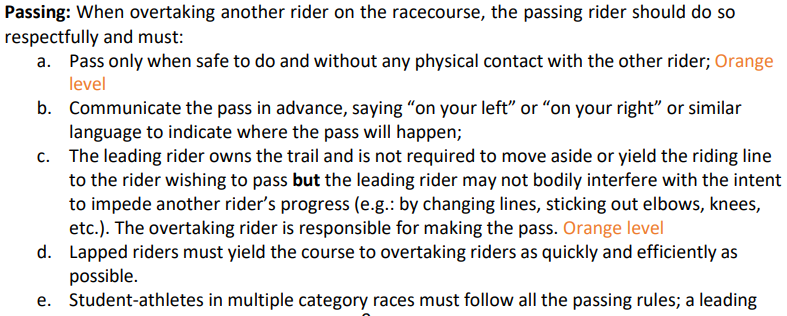 Passing: When overtaking another rider on the racecourse, the passing rider should do so
respectfully and must:
a. Pass only when safe to do and without any physical contact with the other rider; Orange
level
b. Communicate the pass in advance, saying “on your left” or “on your right” or similar
language to indicate where the pass will happen;
c. The leading rider owns the trail and is not required to move aside or yield the riding line
to the rider wishing to pass but the leading rider may not bodily interfere with the intent
to impede another rider’s progress (e.g.: by changing lines, sticking out elbows, knees,
etc.). The overtaking rider is responsible for making the pass. Orange level
d. Lapped riders must yield the course to overtaking riders as quickly and efficiently as
possible.
e. Student-athletes in multiple category races must follow all the passing rules; a leading